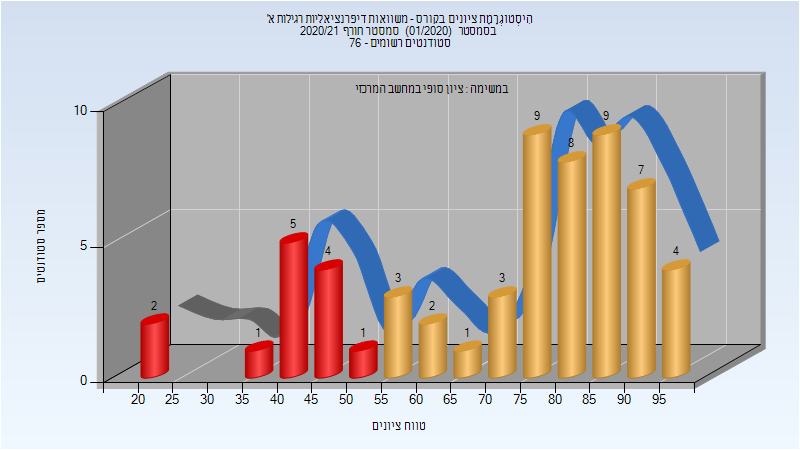 הִיסְטוֹגְרָמַת ציונים בקורס - משוואות דיפרנציאליות רגילות א'
בסמסטר (01/2020) סמסטר חורף 2020/21
סטודנטים רשומים - 76
במשימה : ציון סופי במחשב המרכזי
מספר סטודנטים
10
5
0
2
1
5
4
1
3
2
1
3
9
8
9
7
4
20 25 30 35 40 45 50 55 60 65 70 75 80 85 90 95
טווח ציונים